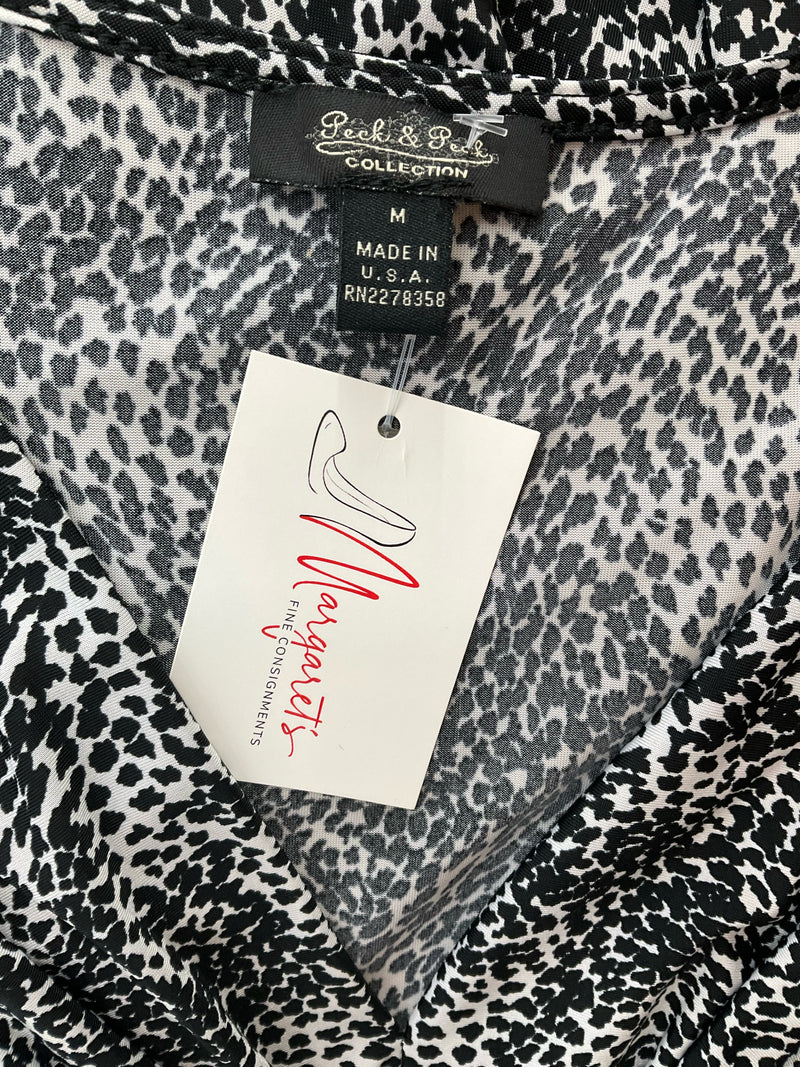 Peck & Peck
COLLECTION
M
MADE IN
U.S.A.
RN2278358
Margaret's
FINE CONSIGNMENTS